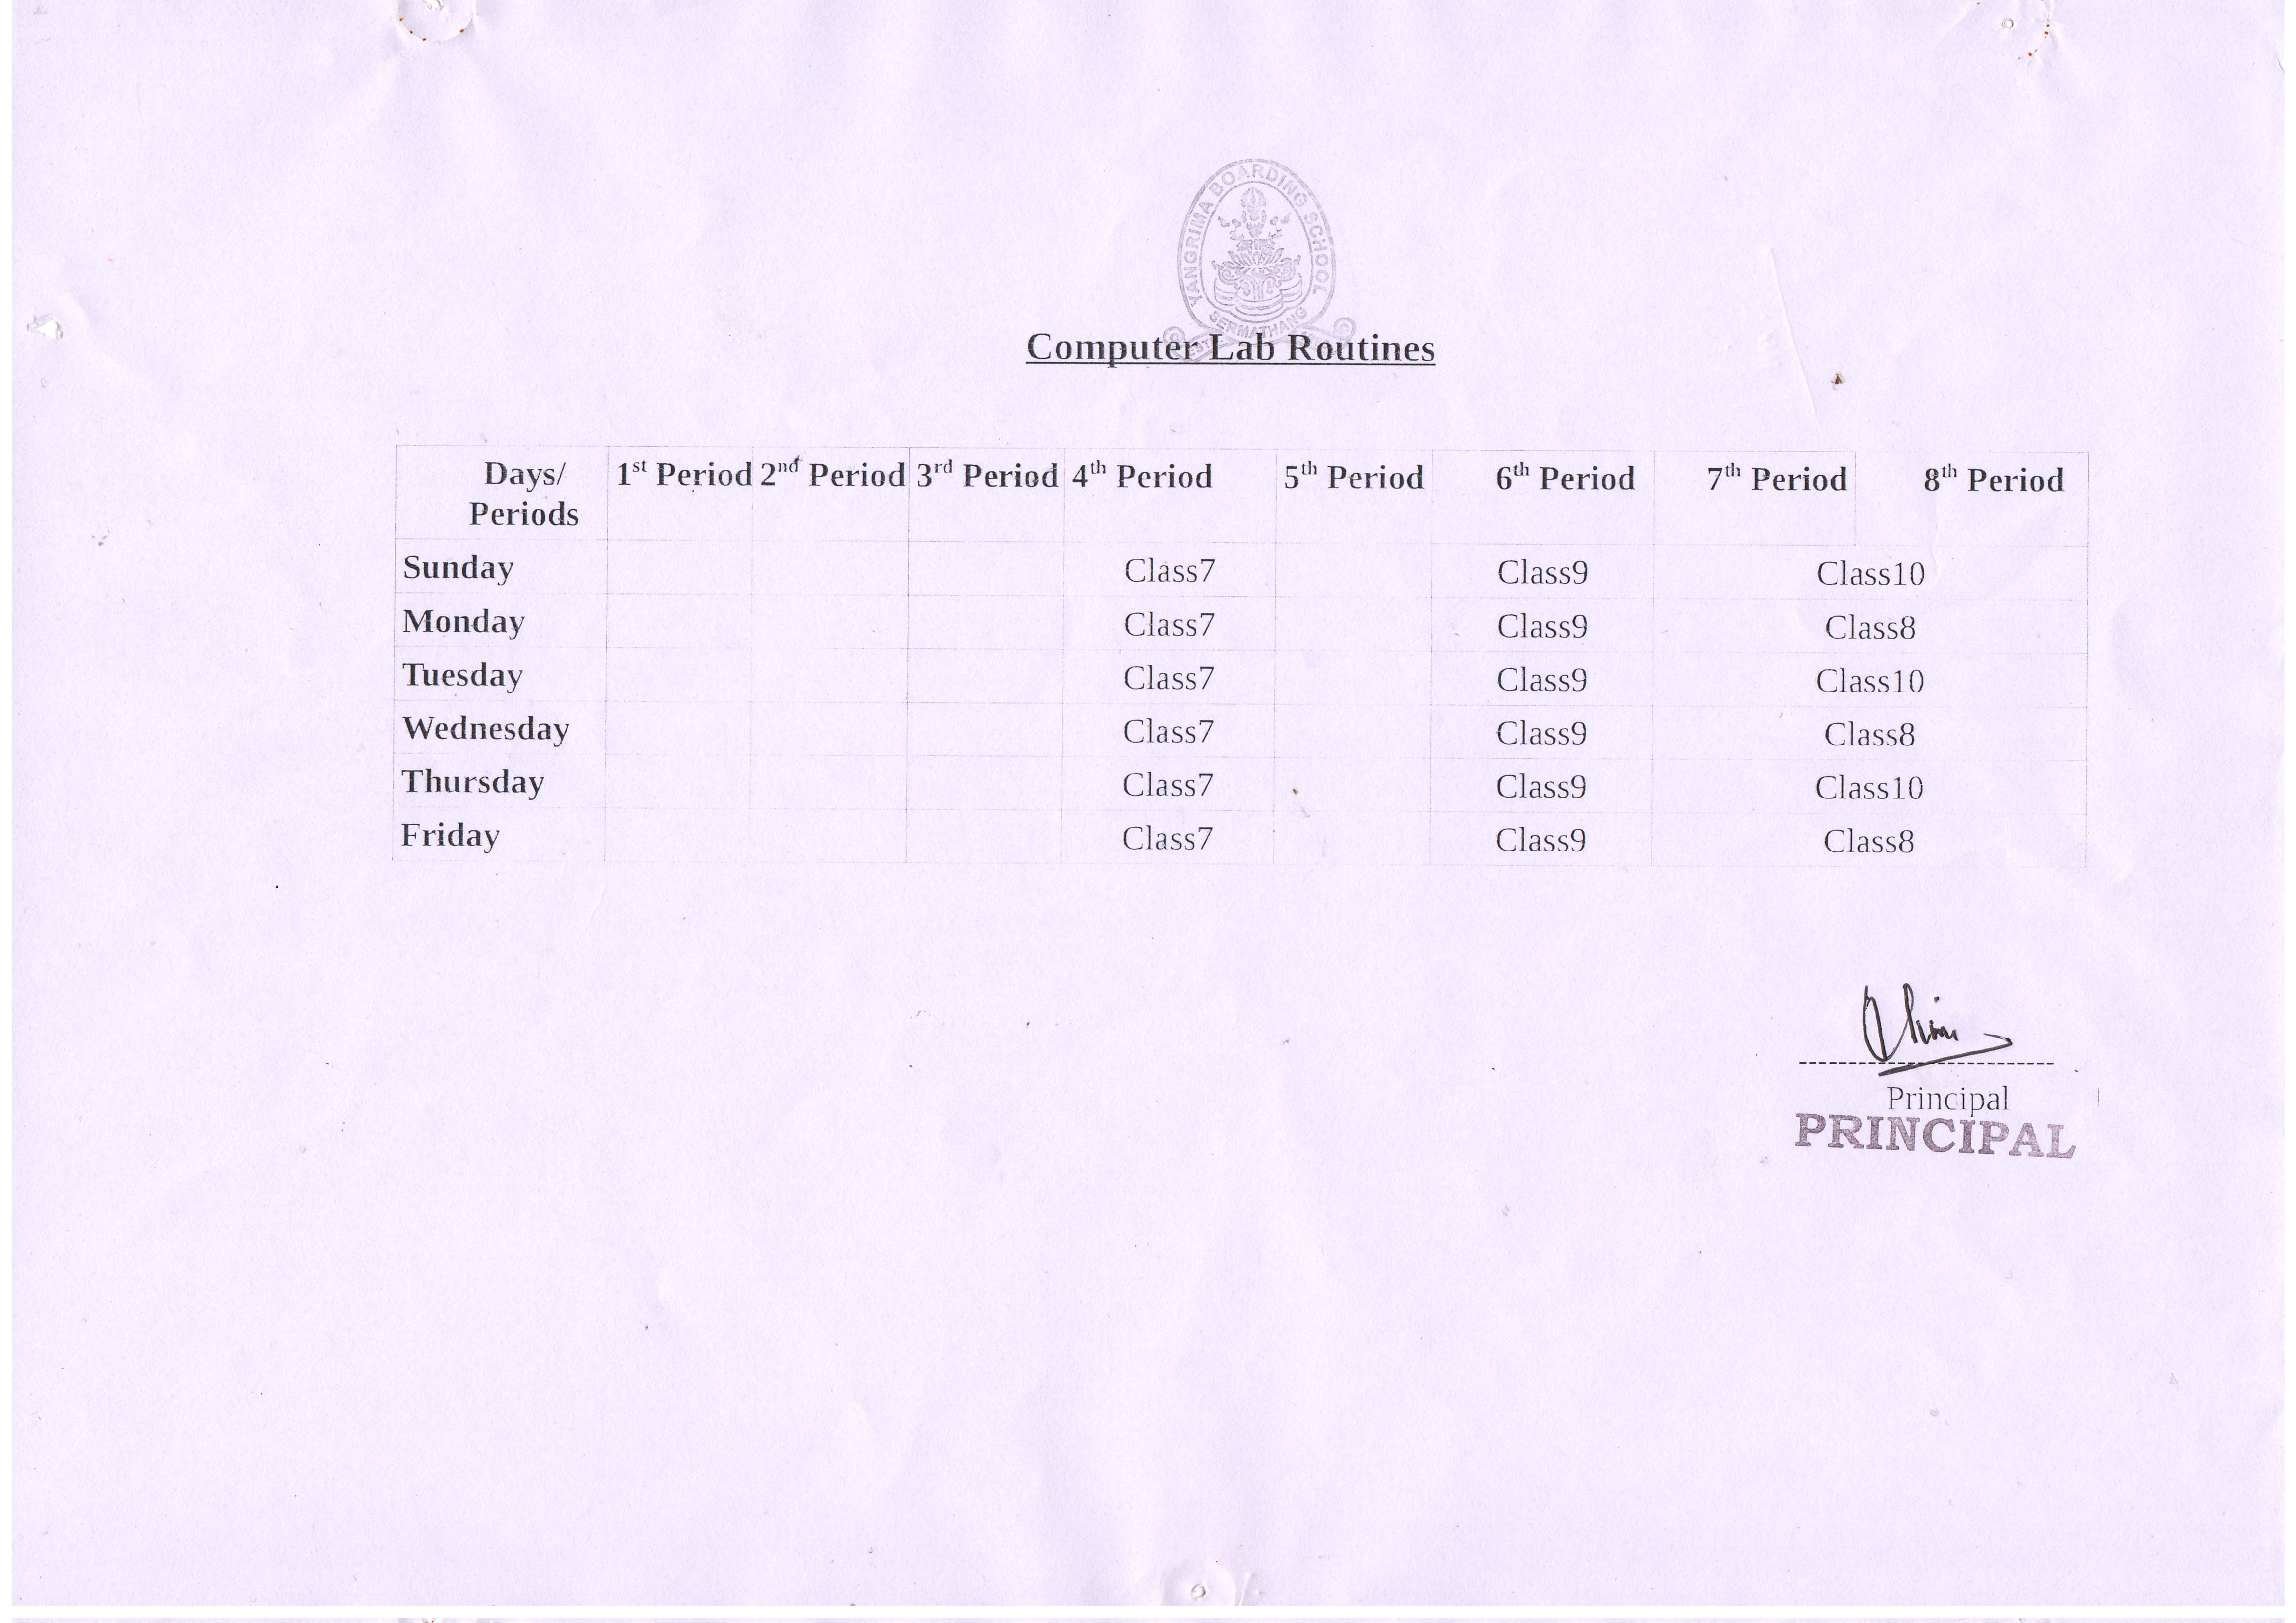 YANGRIMA BOARDING SCHOOL
SERMATHANG
Computer Lab Routines
Days/ Periods 1st Period 2nd Period 3rd Period 4th Period 5th Period 6th Period 7th Period 8th Period
Sunday Class7 Class9 Class10
Monday Class7 Class9 Class8
Tuesday Class7 Class9 Class10
Wednesday Class7 Class9 Class8
Thursday Class7 Class9 Class10
Friday Class7 Class9 Class8
Principal
PRINCIPAL